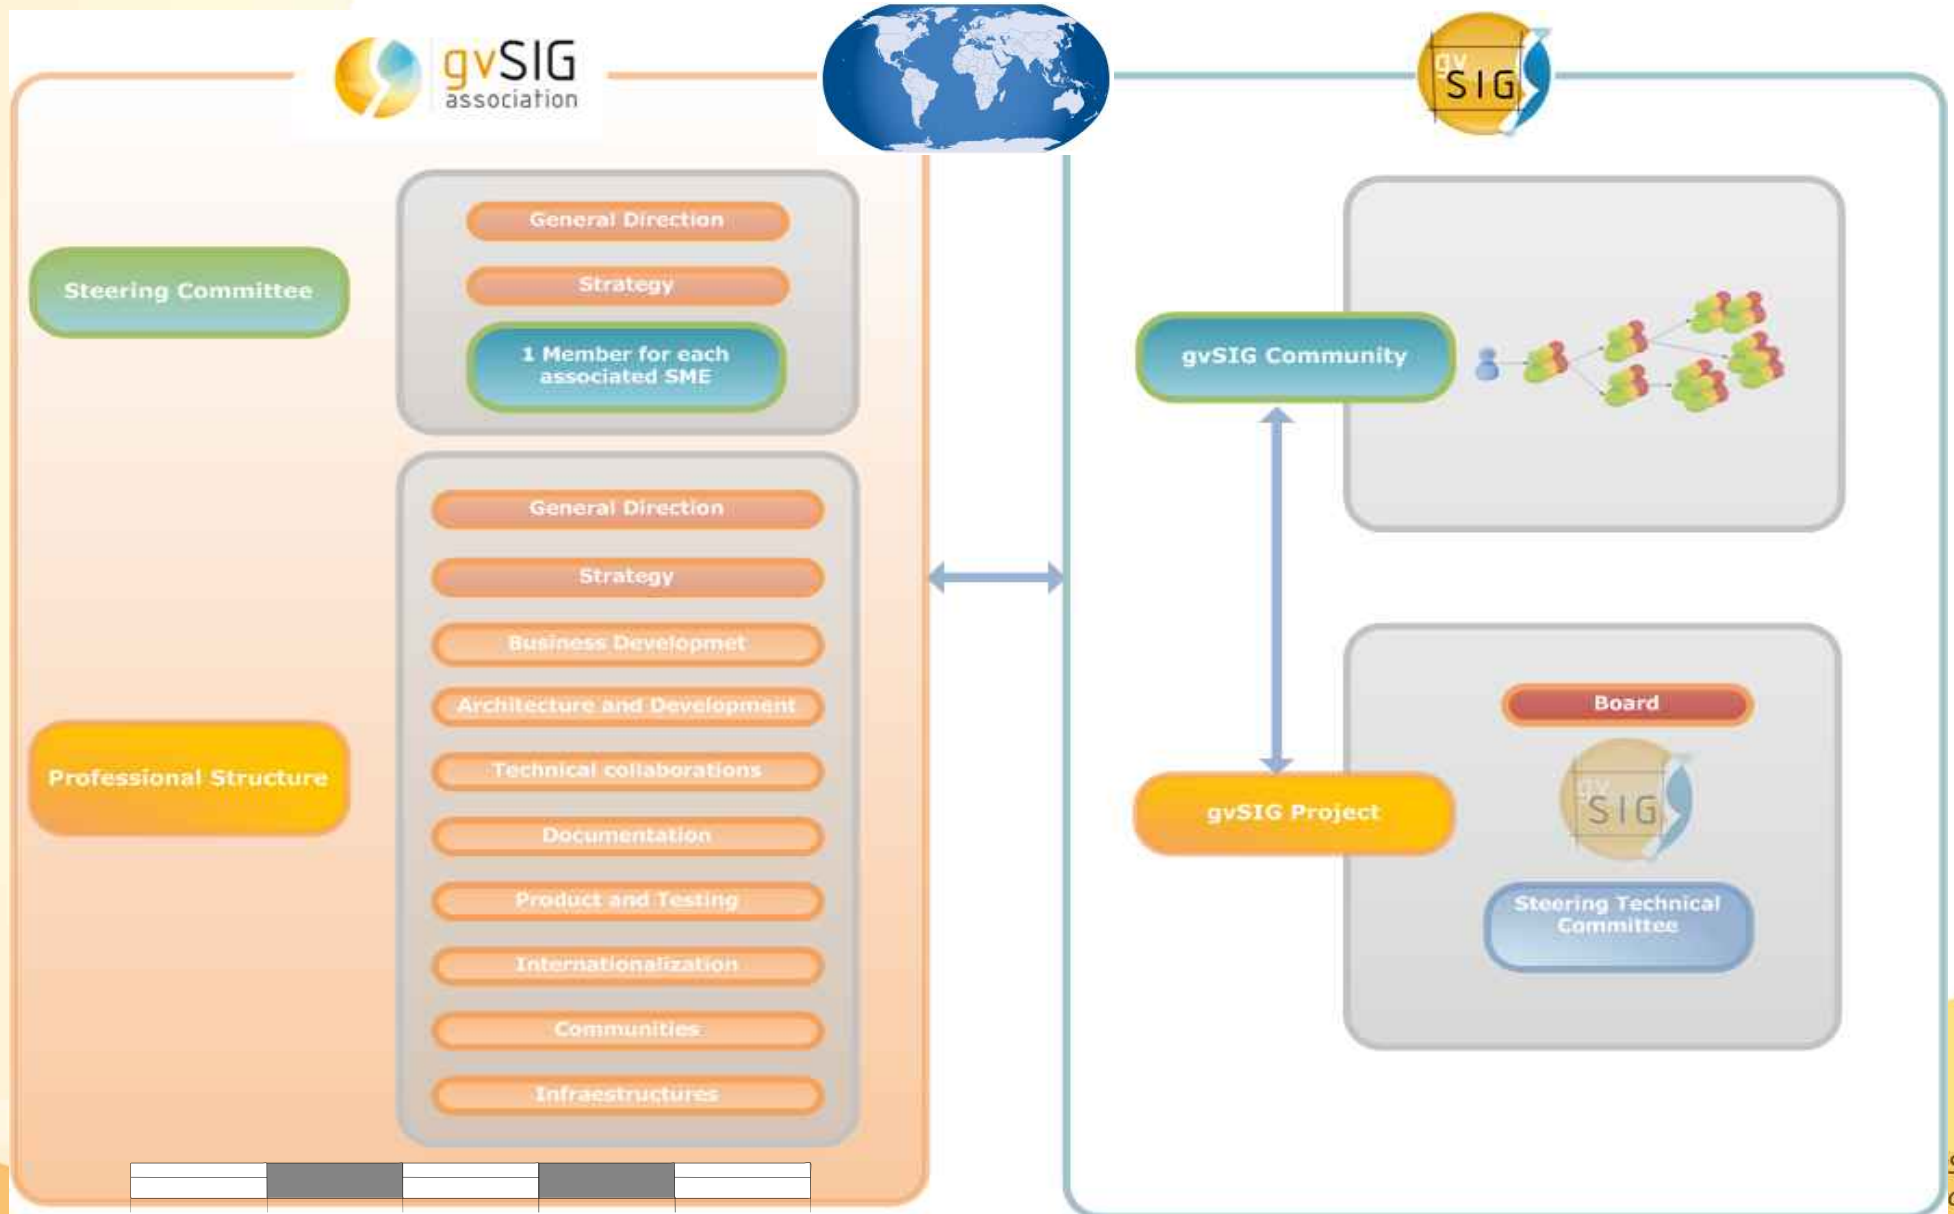 gvSIG
association
gv
SIG
Steering Committee
General Direction
Strategy
1 Member for each
associated SME
Professional Structure
General Direction
Strategy
Business Developmet
Architecture and Development
Technical collaborations
Documentation
Product and Testing
Internationalization
Communities
Infraestructures
gvSIG Community
gvSIG Project
Board
gv
SIG
Steering Technical
Committee